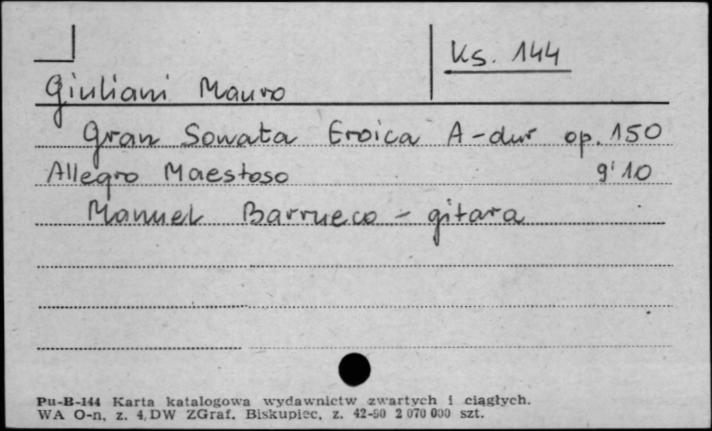 Ks. 144
Giuliani Mauro
Gran Sonata Eroica A-dur op. 150
Allegro Maestoso 9'10
Manuel Barrueco - gitara
Pu-B-144 Karta katalogowa wydawnictw zwartych i ciągłych.
WA O-n, z. 4, DW ZGraf. Biskupiec, z. 42-90 2 070 000 szt.